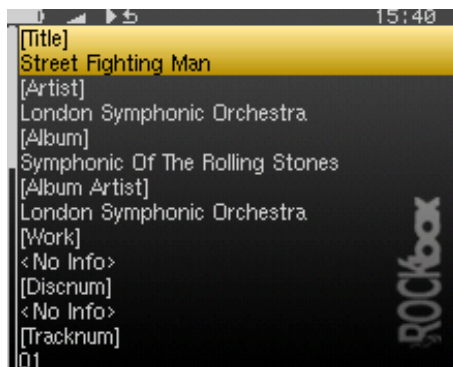 15:40
[Title]
Street Fighting Man
[Artist]
London Symphonic Orchestra
[Album]
Symphonic Of The Rolling Stones
[Album Artist]
London Symphonic Orchestra
[Work]
<No Info>
[Discnum]
<No Info>
[Tracknum]
01
ROCKbox